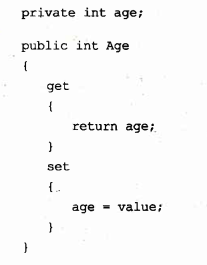 private int age;
public int Age
{
get
{
return age;
}
set
{
age = value;
}
}